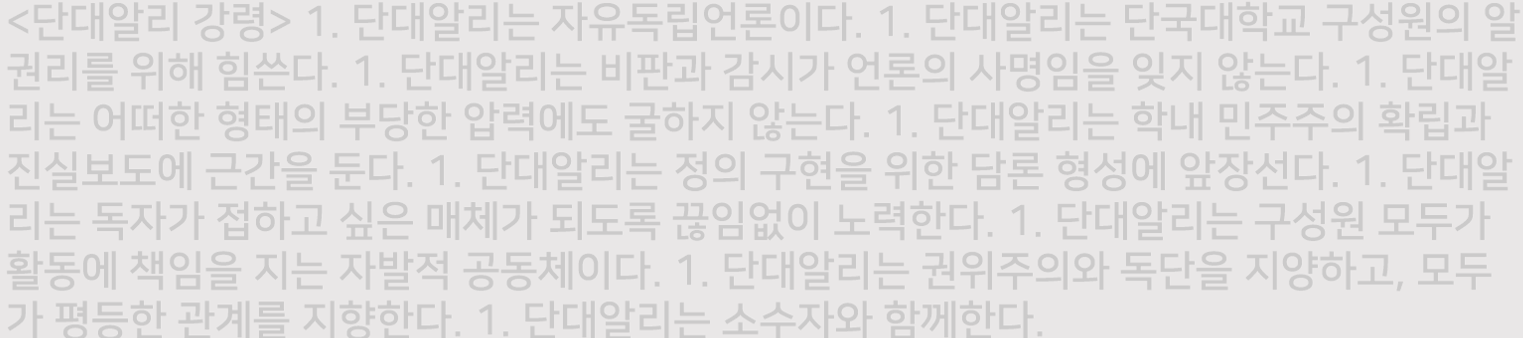 <단대알리 강령> 1. 단대알리는 자유독립언론이다. 1. 단대알리는 단국대학교 구성원의 알
권리를 위해 힘쓴다. 1. 단대알리는 비판과 감시가 언론의 사명임을 잊지 않는다. 1. 단대알
리는 어떠한 형태의 부당한 압력에도 굴하지 않는다. 1. 단대알리는 학내 민주주의 확립과
진실보도에 근간을 둔다. 1. 단대알리는 정의 구현을 위한 담론 형성에 앞장선다. 1. 단대알
리는 독자가 접하고 싶은 매체가 되도록 끊임없이 노력한다. 1. 단대알리는 구성원 모두가
활동에 책임을 지는 자발적 공동체이다. 1. 단대알리는 권위주의와 독단을 지양하고, 모두
가 평등한 관계를 지향한다. 1. 단대알리는 소수자와 함께한다.